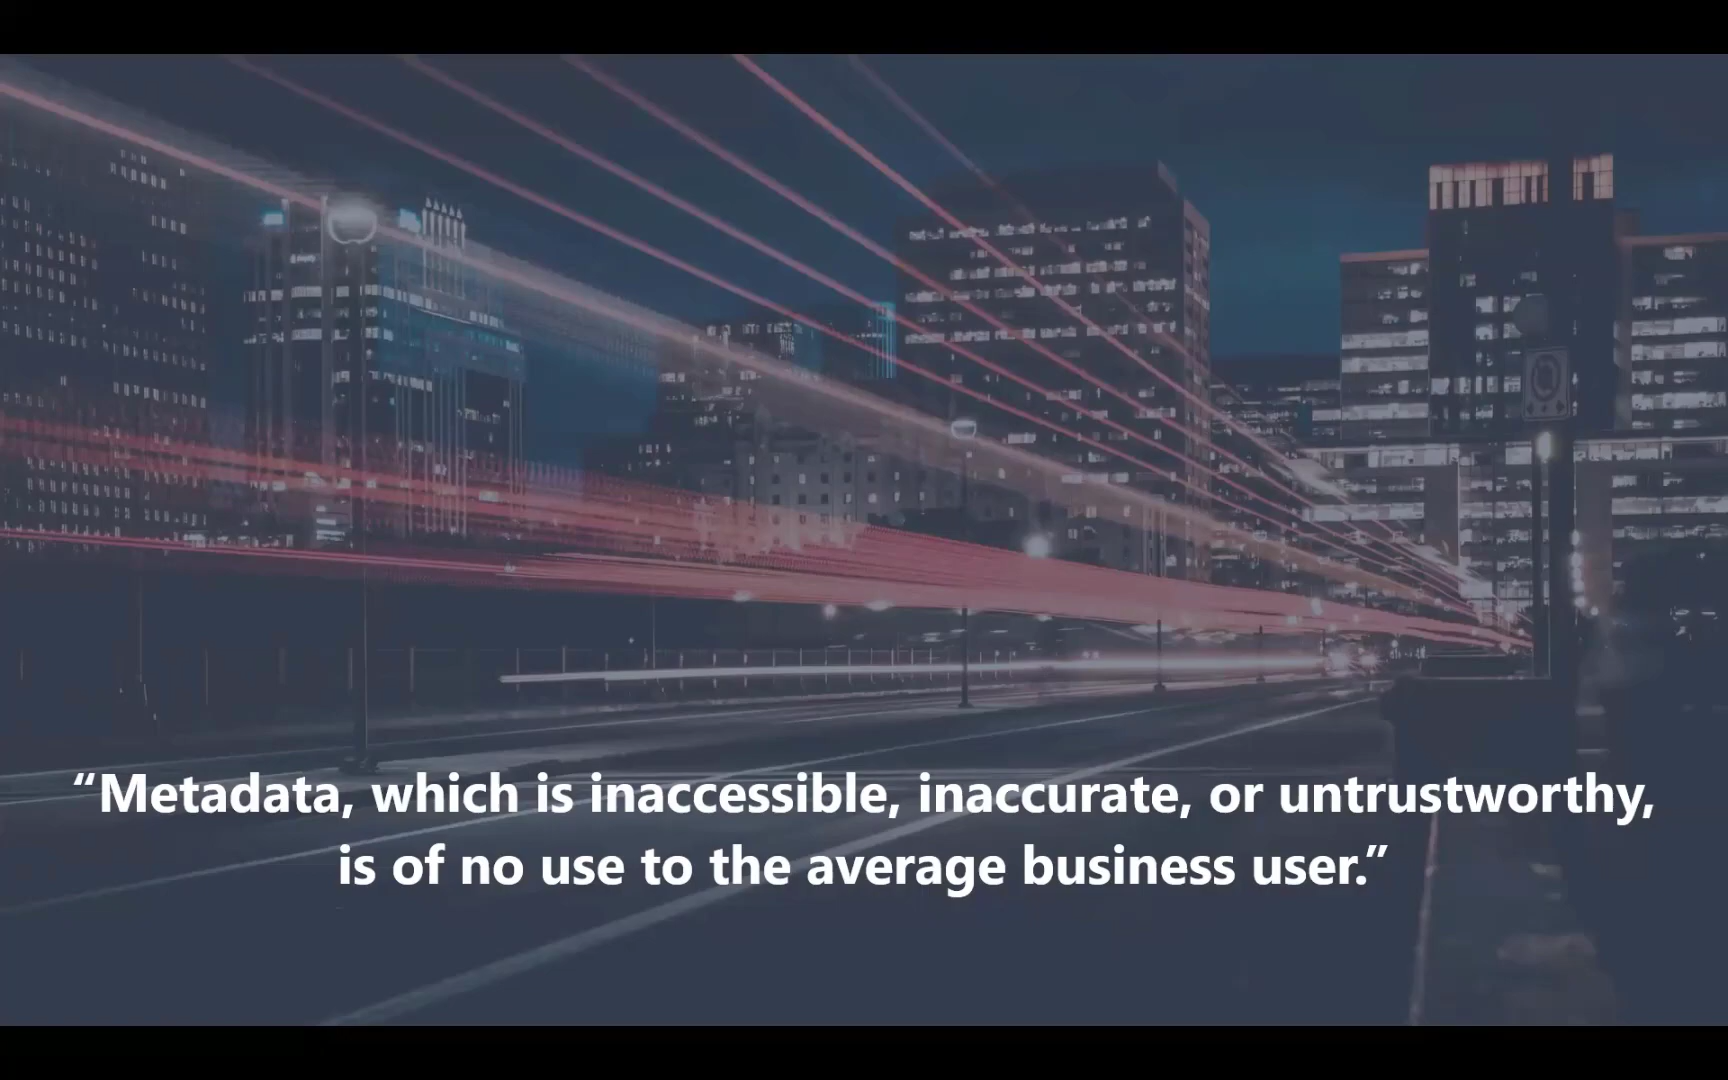 “Metadata, which is inaccessible, inaccurate, or untrustworthy,
is of no use to the average business user.”